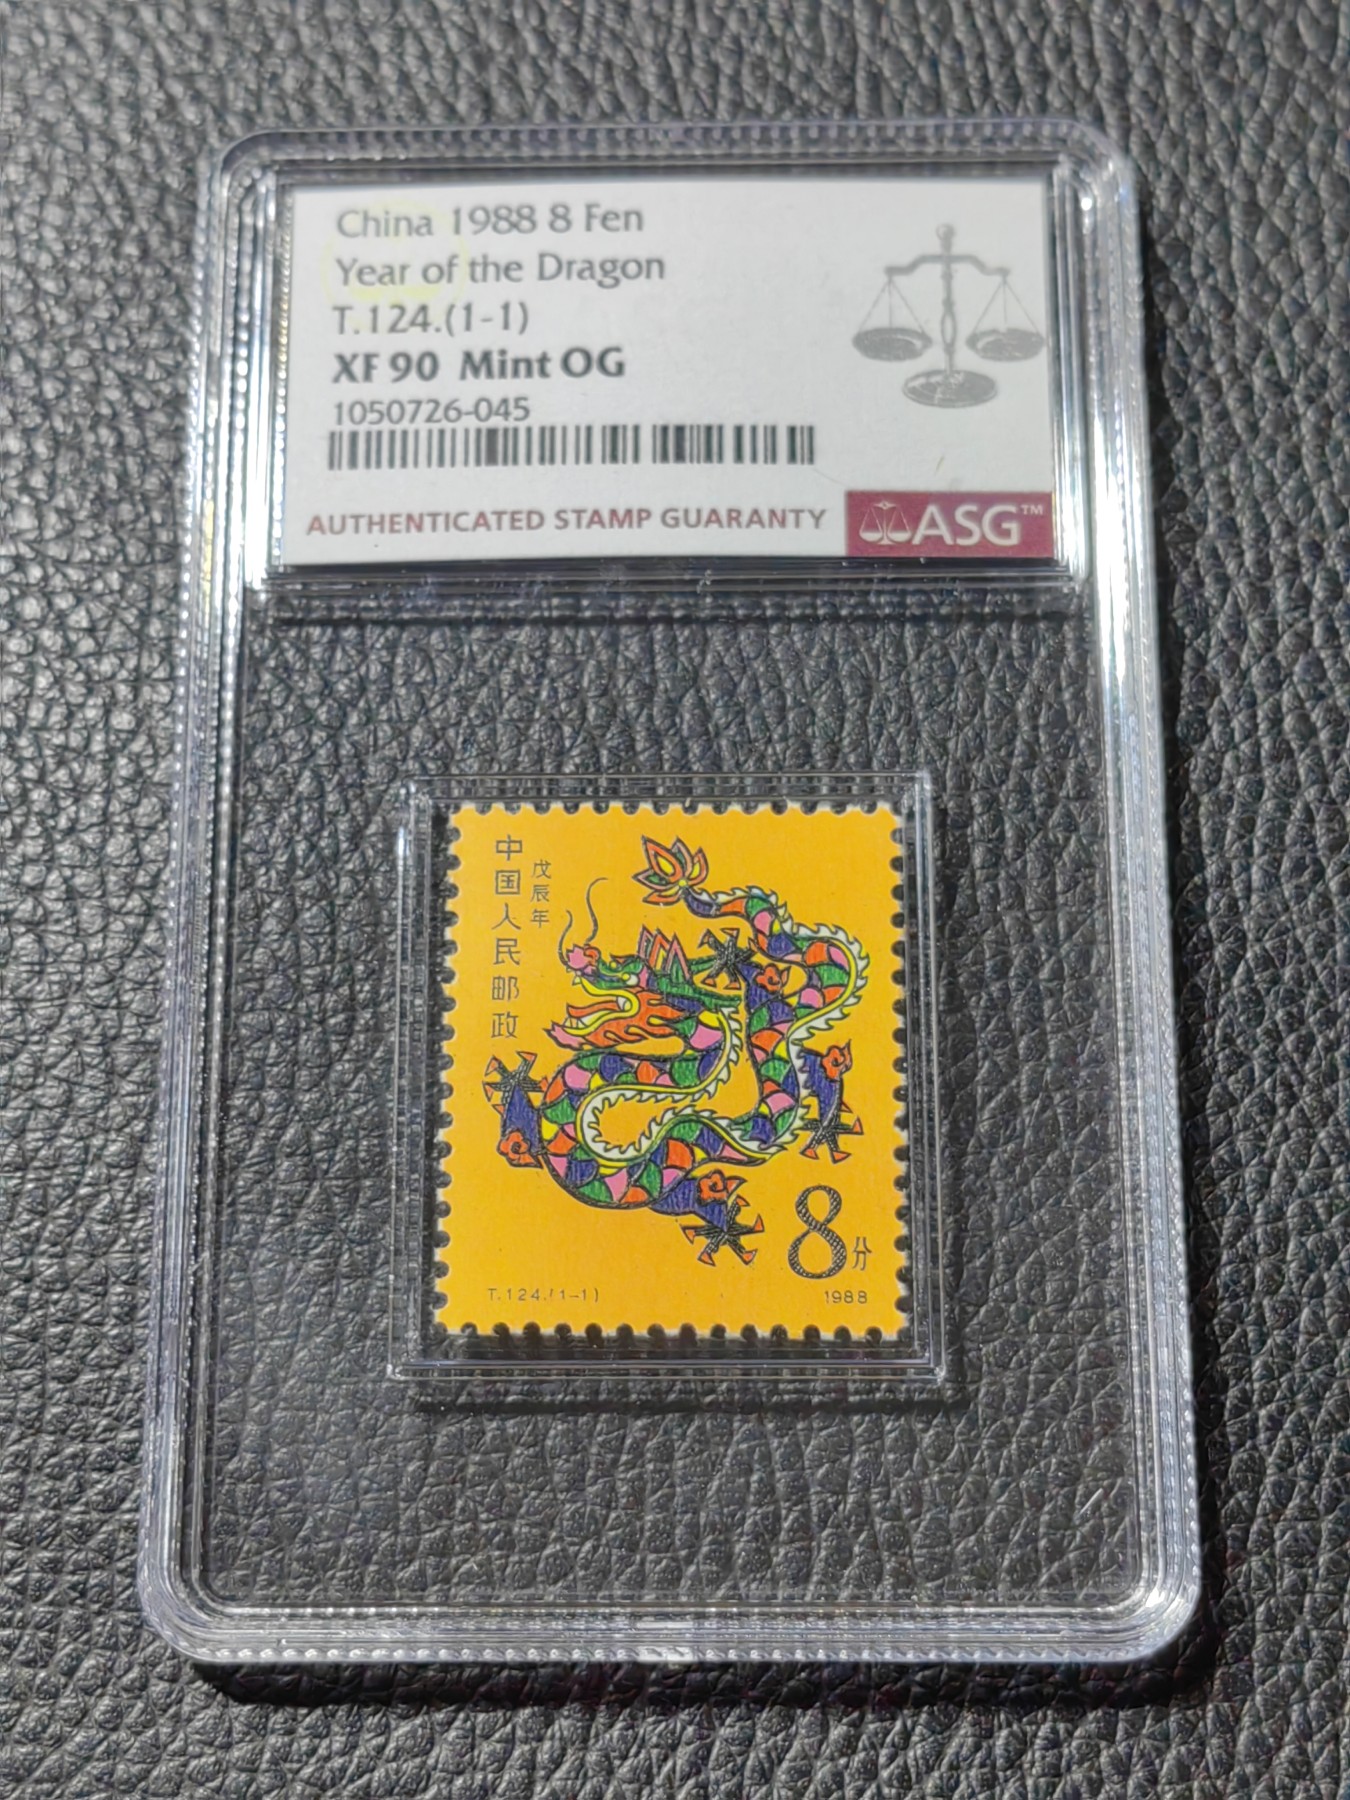 China 1988 8 Fen
Year of the Dragon
T.124.(1-1)
XF 90 Mint OG
1050726-045
AUTHENTICATED STAMP GUARANTY
ASG™
中国人民邮政
戊辰年
8分
T.124.(1-1)
1988